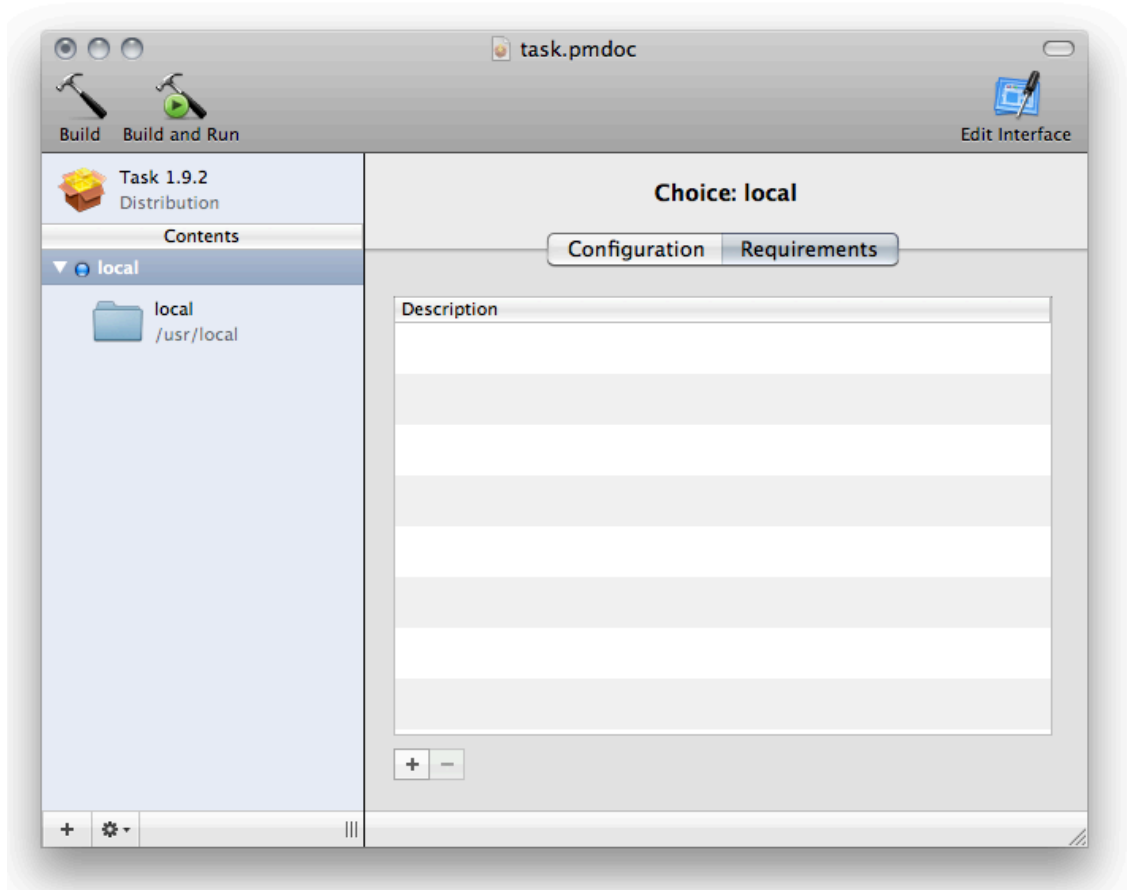 task.pmdoc
Build
Build and Run
Edit Interface
Task 1.9.2
Distribution
Contents
local
local
/usr/local
Choice: local
Configuration
Requirements
Description